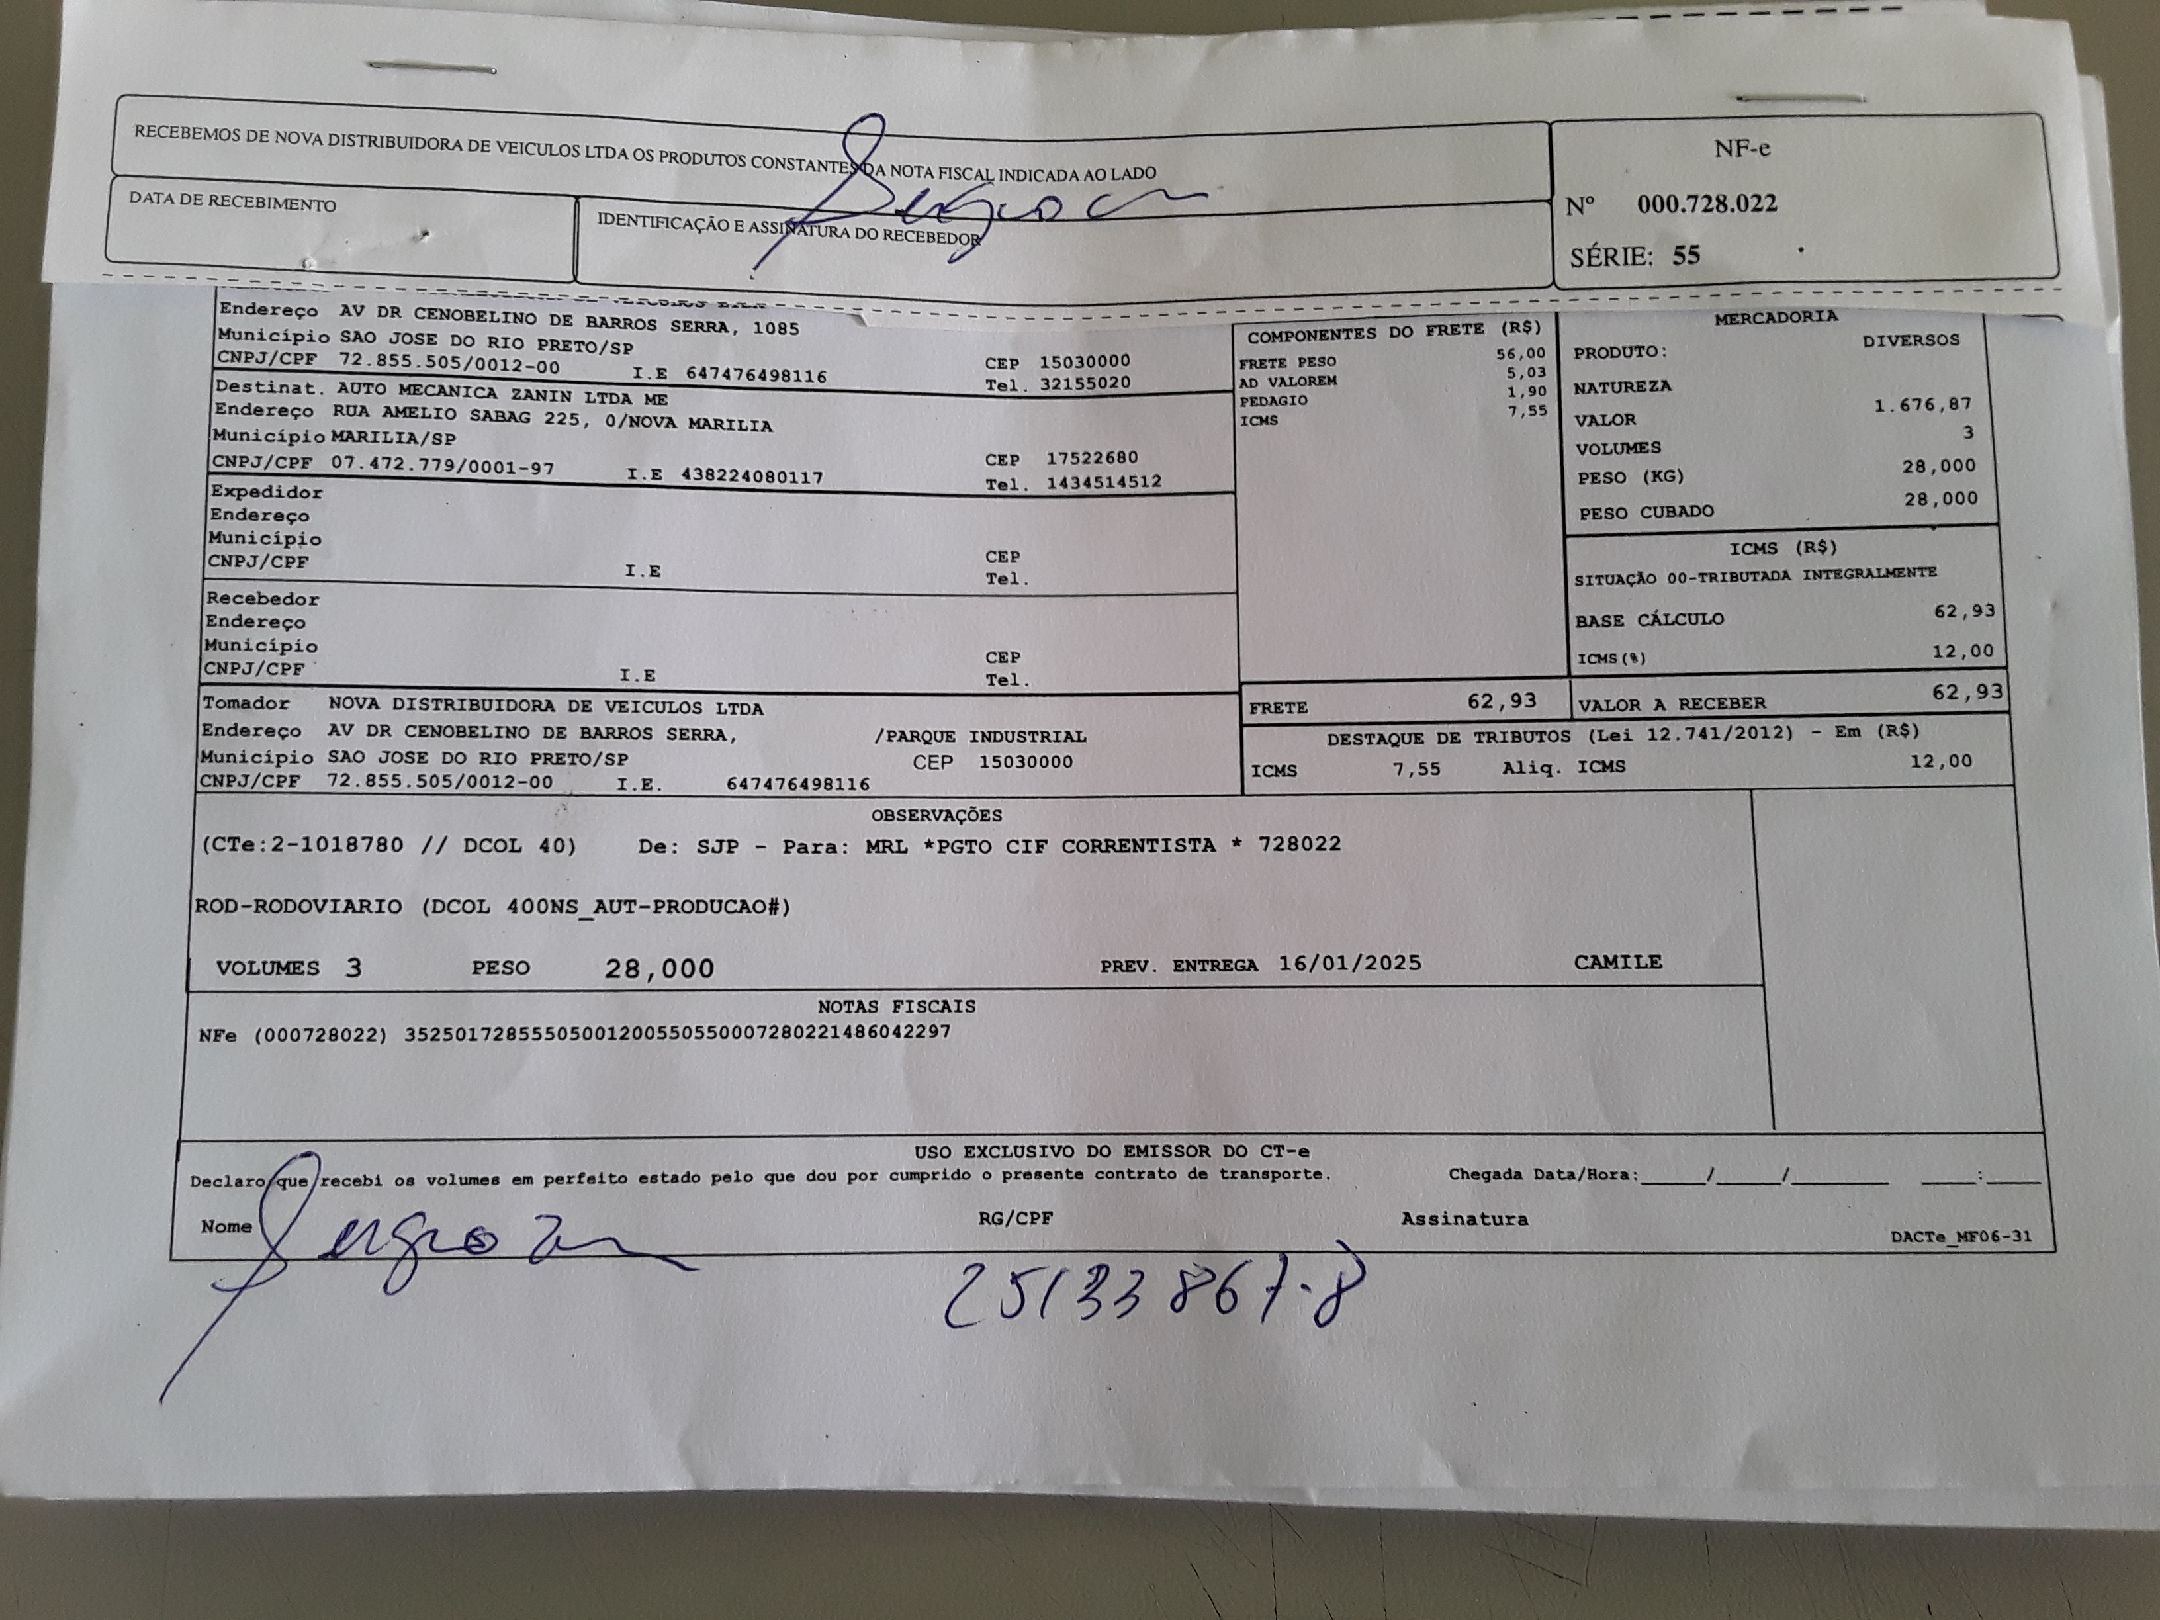 RECEBEMOS DE NOVA DISTRIBUIDORA DE VEICULOS LTDA OS PRODUTOS CONSTANTES DA NOTA FISCAL INDICADA AO LADO
DATA DE RECEBIMENTO
IDENTIFICAÇÃO E ASSINATURA DO RECEBEDOR
NF-e
Nº 000.728.022
SÉRIE: 55
Endereço AV DR CENOBELINO DE BARROS SERRA, 1085
Município SAO JOSE DO RIO PRETO/SP
CEP 15030000
CNPJ/CPF 72.855.505/0012-00 I.E 647476498116
Tel. 32155020
Destinat. AUTO MECANICA ZANIN LTDA ME
Endereço RUA AMELIO SABAG 225, 0/NOVA MARILIA
Município MARILIA/SP
CEP 17522680
CNPJ/CPF 07.472.779/0001-97 I.E 438224080117
Tel. 1434514512
Expedidor
Endereço
Município
CEP
CNPJ/CPF I.E
Tel.
Recebedor
Endereço
Município
CEP
CNPJ/CPF I.E
Tel.
Tomador NOVA DISTRIBUIDORA DE VEICULOS LTDA
Endereço AV DR CENOBELINO DE BARROS SERRA, /PARQUE INDUSTRIAL
Município SAO JOSE DO RIO PRETO/SP CEP 15030000
CNPJ/CPF 72.855.505/0012-00 I.E. 647476498116
COMPONENTES DO FRETE (R$)
FRETE PESO 56,00
AD VALOREM 5,03
PEDAGIO 1,90
ICMS 7,55
MERCADORIA
PRODUTO: DIVERSOS
NATUREZA
VALOR 1.676,87
VOLUMES 3
PESO (KG) 28,000
PESO CUBADO 28,000
ICMS (R$)
SITUAÇÃO 00-TRIBUTADA INTEGRALMENTE
BASE CÁLCULO 62,93
ICMS(%) 12,00
FRETE 62,93
VALOR A RECEBER 62,93
DESTAQUE DE TRIBUTOS (Lei 12.741/2012) - Em (R$)
ICMS 7,55 Aliq. ICMS 12,00
OBSERVAÇÕES
(CTe:2-1018780 // DCOL 40) De: SJP - Para: MRL *PGTO CIF CORRENTISTA * 728022
ROD-RODOVIARIO (DCOL 400NS_AUT-PRODUCAO#)
VOLUMES 3 PESO 28,000 PREV. ENTREGA 16/01/2025 CAMILE
NOTAS FISCAIS
NFe (000728022) 35250172855505001200550550007280221486042297
USO EXCLUSIVO DO EMISSOR DO CT-e
Declaro que recebi os volumes em perfeito estado pelo que dou por cumprido o presente contrato de transporte. Chegada Data/Hora:_____/_____/________ ____:____
Nome RG/CPF Assinatura
DACTe_MF06-31
25133867-8